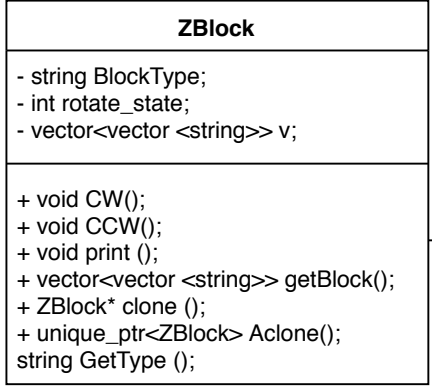 ZBlock
- string BlockType;
- int rotate_state;
- vector<vector <string>> v;
+ void CW();
+ void CCW();
+ void print ();
+ vector<vector <string>> getBlock();
+ ZBlock* clone ();
+ unique_ptr<ZBlock> Aclone();
string GetType ();